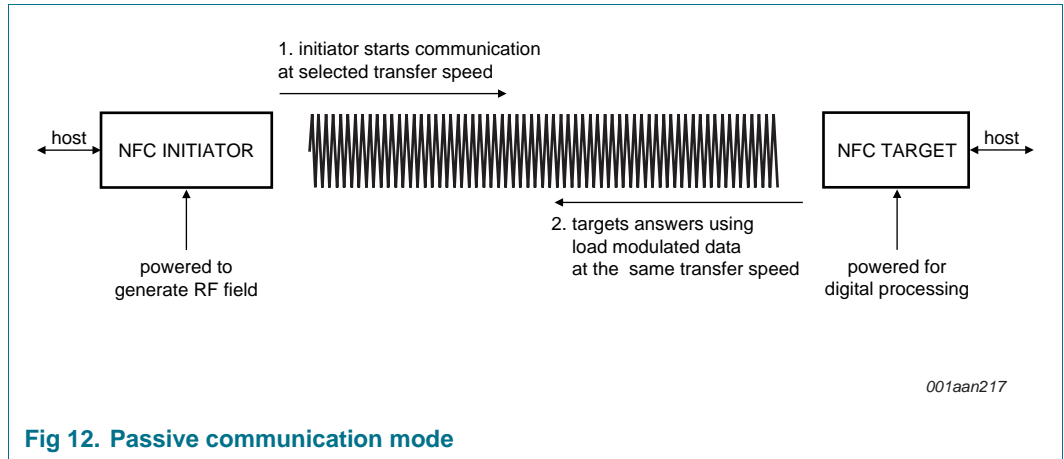 1. initiator starts communication
at selected transfer speed
host
NFC INITIATOR
NFC TARGET
host
2. targets answers using
load modulated data
at the same transfer speed
powered to
generate RF field
powered for
digital processing
001aan217
Fig 12. Passive communication mode